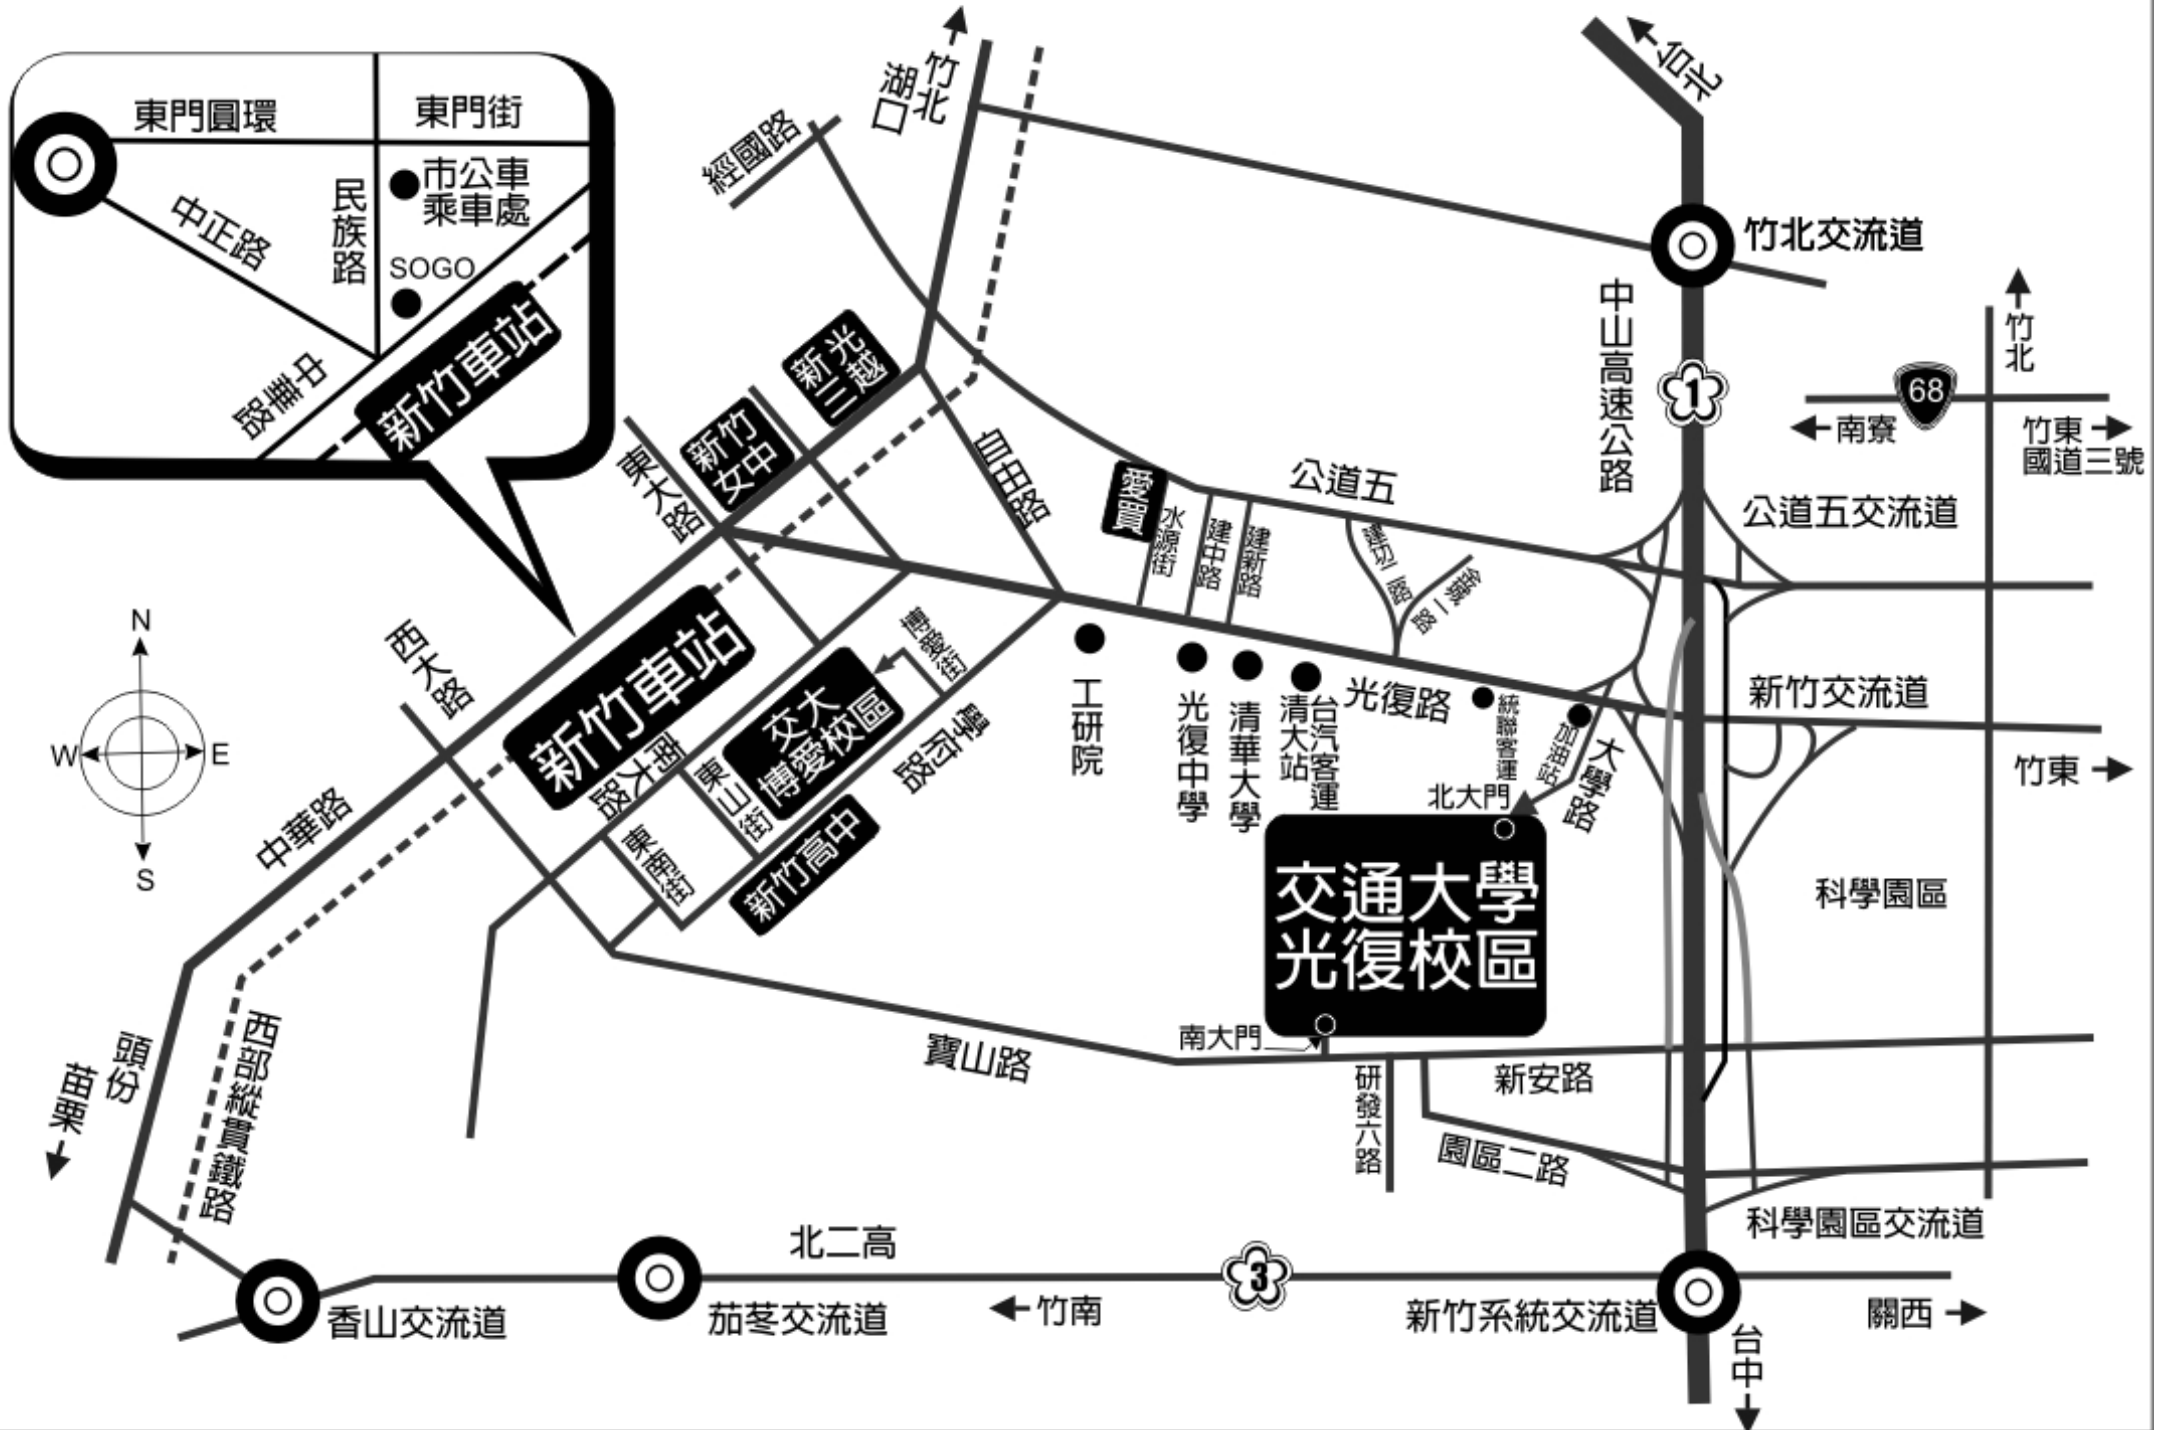 東門圓環
東門街
市公車
乘車處
民族路
中正路
SOGO
中華路
新竹車站
竹北
湖口
經國路
台北
竹北交流道
中山高速公路
1
竹北
68
南寮
竹東
國道三號
公道五交流道
新光
三越
新竹
女中
東大路
自由路
愛買
公道五
水源街
建中路
建新路
建功二路
金城一路
N
W
E
S
西大路
新竹車站
博愛街
交大
博愛校區
學府路
南大路
東山街
東南街
新竹高中
中華路
工研院
光復中學
清華大學
台汽客運
清大站
光復路
統聯客運
加油站
大學路
新竹交流道
竹東
北大門
交通大學
光復校區
南大門
科學園區
寶山路
新安路
研發六路
園區二路
科學園區交流道
頭份
苗栗
西部縱貫鐵路
北二高
3
香山交流道
茄苳交流道
竹南
新竹系統交流道
關西
台中